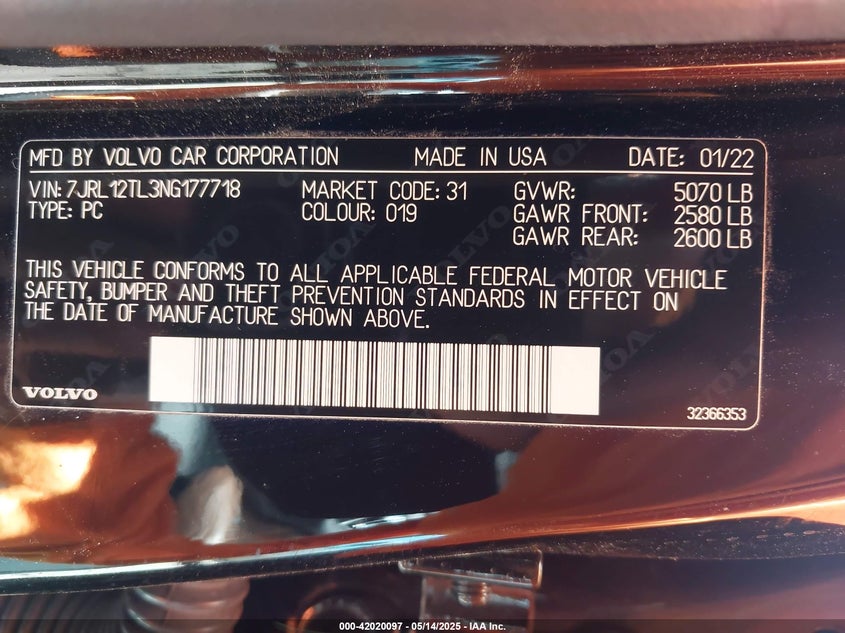 MFD BY VOLVO CAR CORPORATION MADE IN USA DATE: 01/22
VIN: 7JRL12TL3NG177718 MARKET CODE: 31 GVWR: 5070 LB
TYPE: PC COLOUR: 019 GAWR FRONT: 2580 LB
GAWR REAR: 2600 LB
THIS VEHICLE CONFORMS TO ALL APPLICABLE FEDERAL MOTOR VEHICLE
SAFETY, BUMPER AND THEFT PREVENTION STANDARDS IN EFFECT ON
THE DATE OF MANUFACTURE SHOWN ABOVE.
VOLVO
32366353
000-42020097 - 05/14/2025 - IAA Inc.